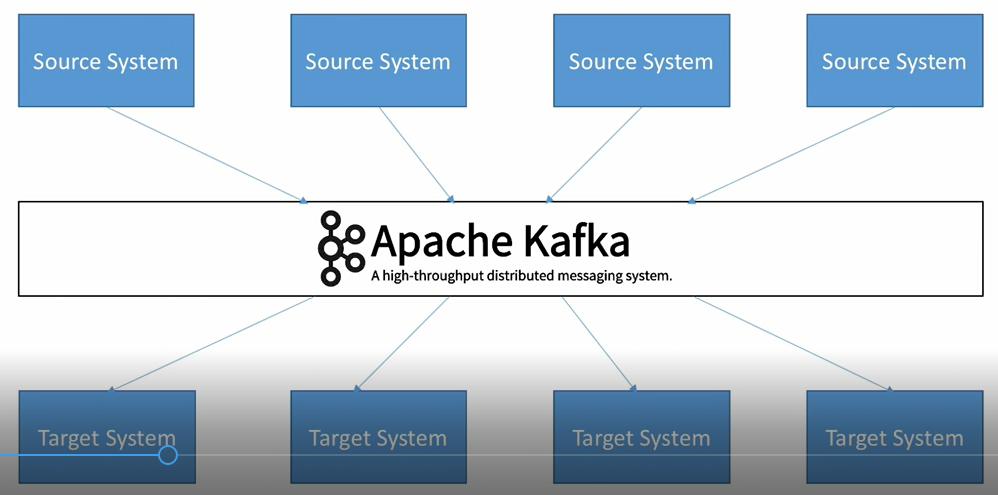 Source System
Source System
Source System
Source System
Apache Kafka
A high-throughput distributed messaging system.
Target System
Target System
Target System
Target System